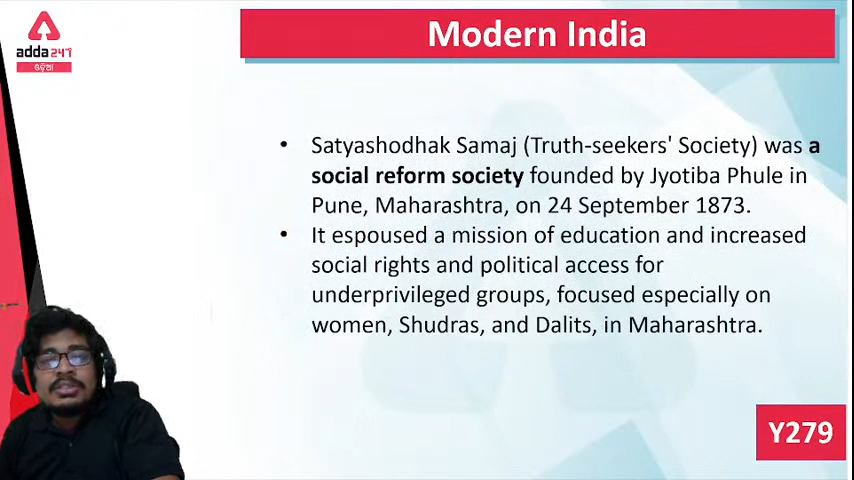 adda247
ଓଡ଼ିଆ
Modern India
• Satyashodhak Samaj (Truth-seekers' Society) was a
social reform society founded by Jyotiba Phule in
Pune, Maharashtra, on 24 September 1873.
• It espoused a mission of education and increased
social rights and political access for
underprivileged groups, focused especially on
women, Shudras, and Dalits, in Maharashtra.
Y279